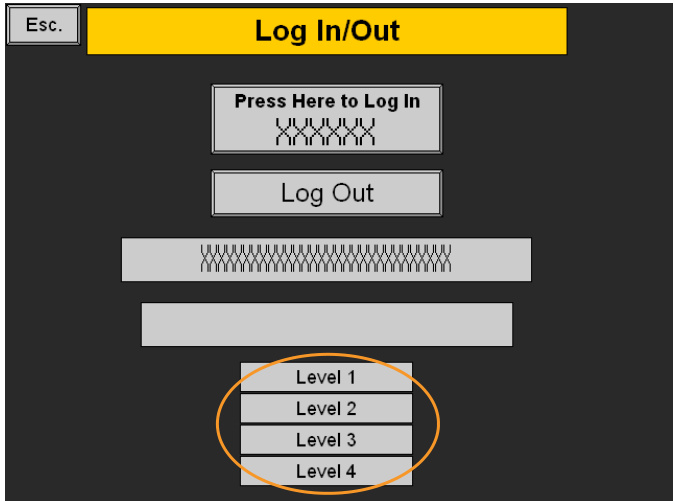 Esc.
Log In/Out
Press Here to Log In
XXXXXX
Log Out
XXXXXXXXXXXXXXXXXXXX
Level 1
Level 2
Level 3
Level 4